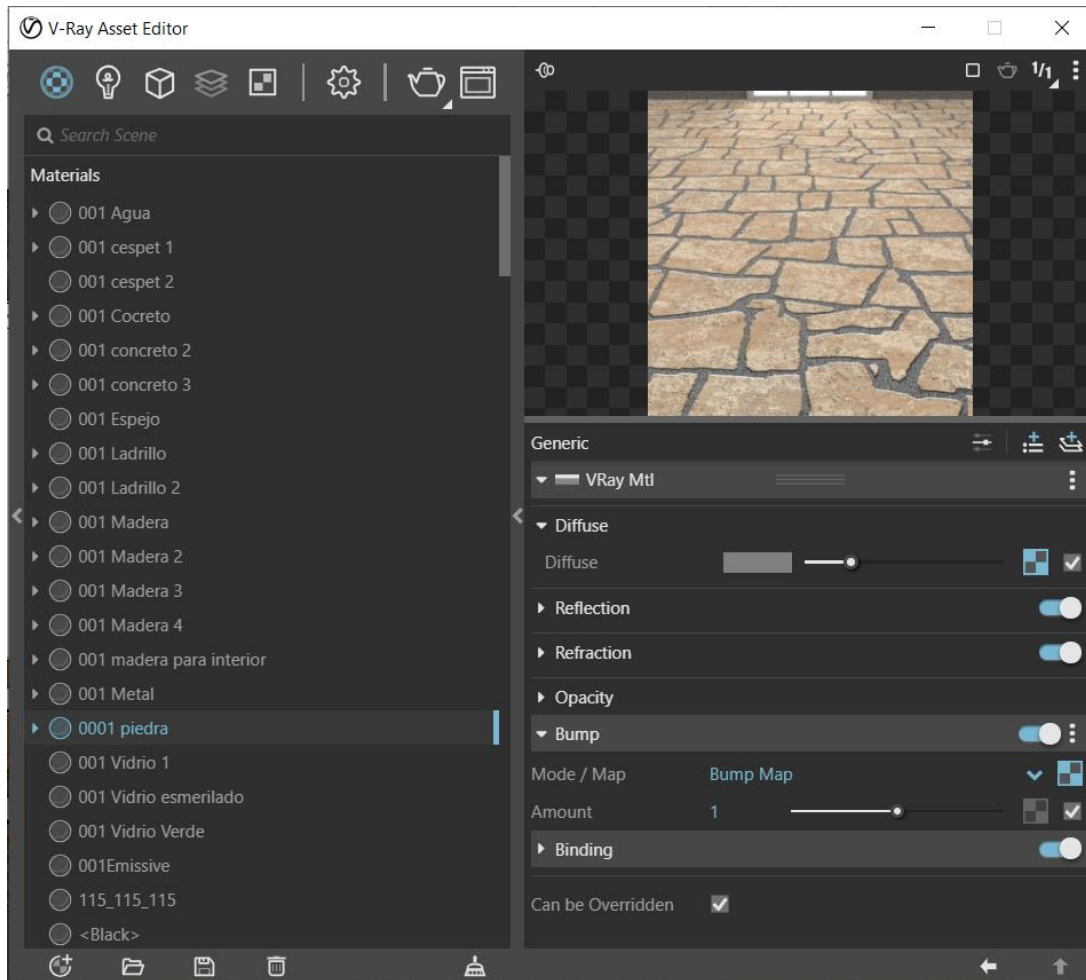 V-Ray Asset Editor
Search Scene
Materials
001 Agua
001 cespet 1
001 cespet 2
001 Cocreto
001 concreto 2
001 concreto 3
001 Espejo
001 Ladrillo
001 Ladrillo 2
001 Madera
001 Madera 2
001 Madera 3
001 Madera 4
001 madera para interior
001 Metal
0001 piedra
001 Vidrio 1
001 Vidrio esmerilado
001 Vidrio Verde
001Emissive
115_115_115
<Black>
1/1
Generic
VRay Mtl
Diffuse
Diffuse
Reflection
Refraction
Opacity
Bump
Mode / Map Bump Map
Amount 1
Binding
Can be Overridden